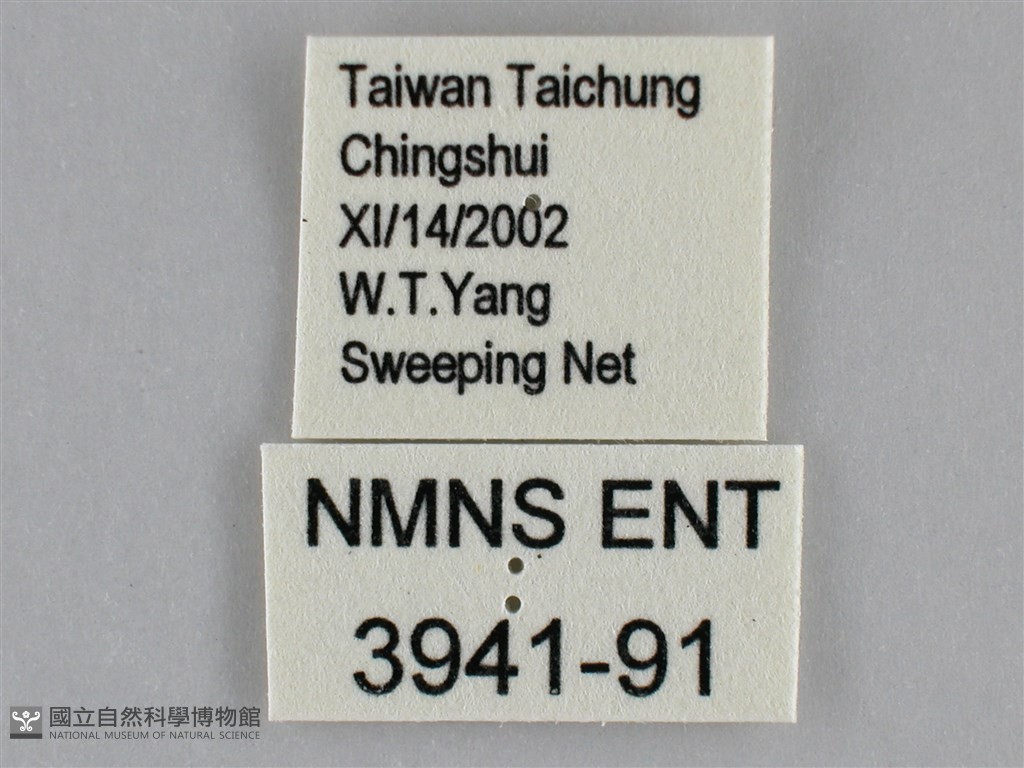 Taiwan Taichung
Chingshui
XI/14/2002
W.T.Yang
Sweeping Net
NMNS ENT
3941-91
國立自然科學博物館
NATIONAL MUSEUM OF NATURAL SCIENCE